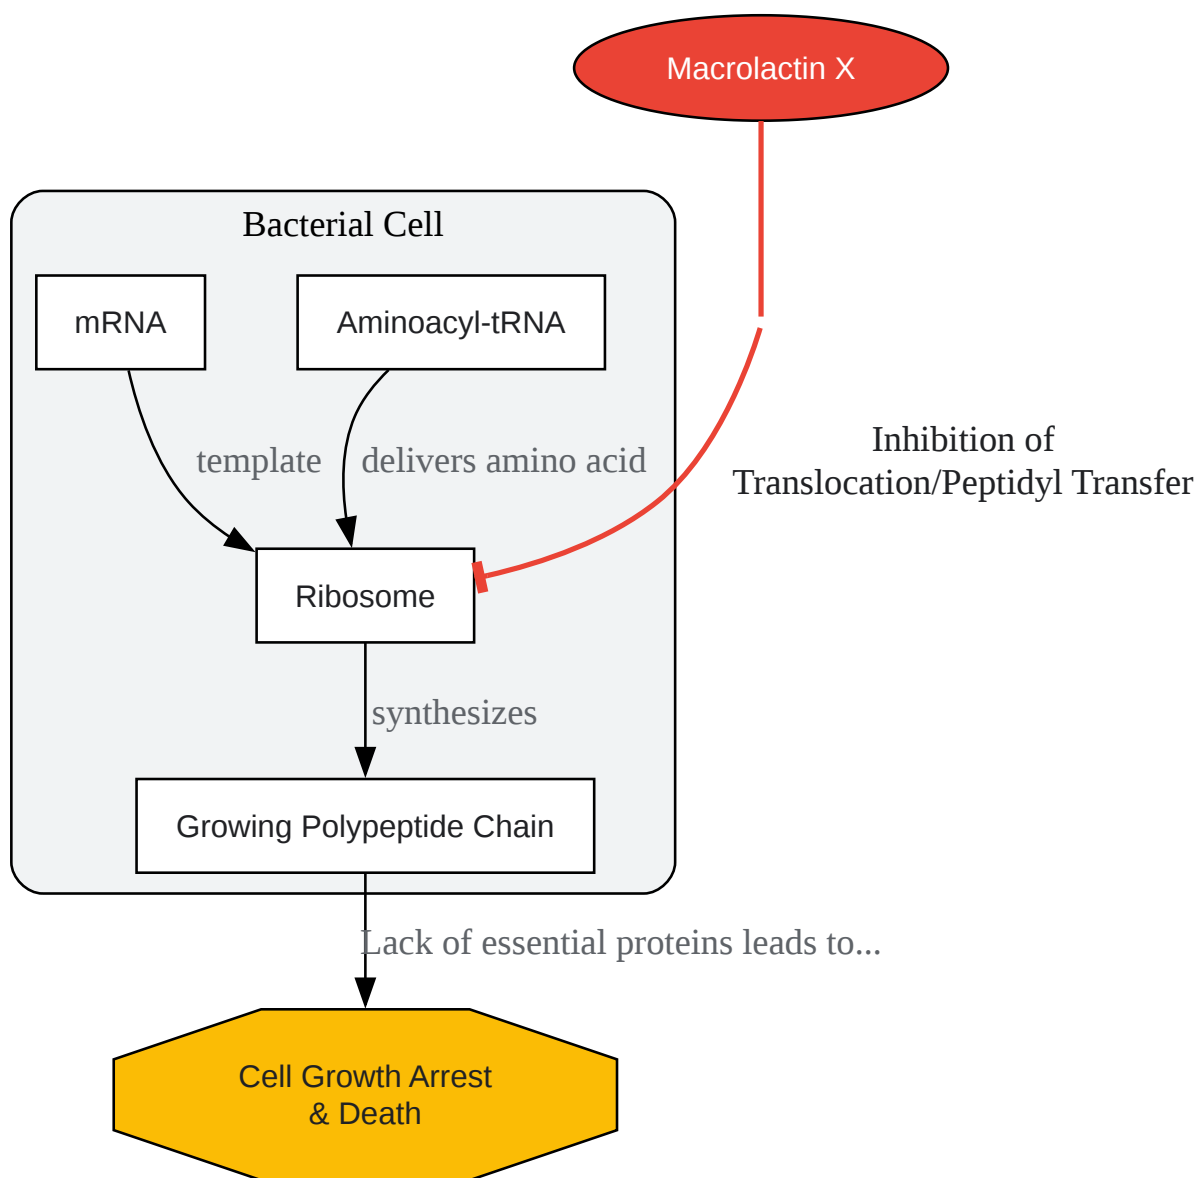 Macrolactin X
Bacterial Cell
mRNA
Aminoacyl-tRNA
template
delivers amino acid
Inhibition of
Translocation/Peptidyl Transfer
Ribosome
synthesizes
Growing Polypeptide Chain
Lack of essential proteins leads to...
Cell Growth Arrest
& Death